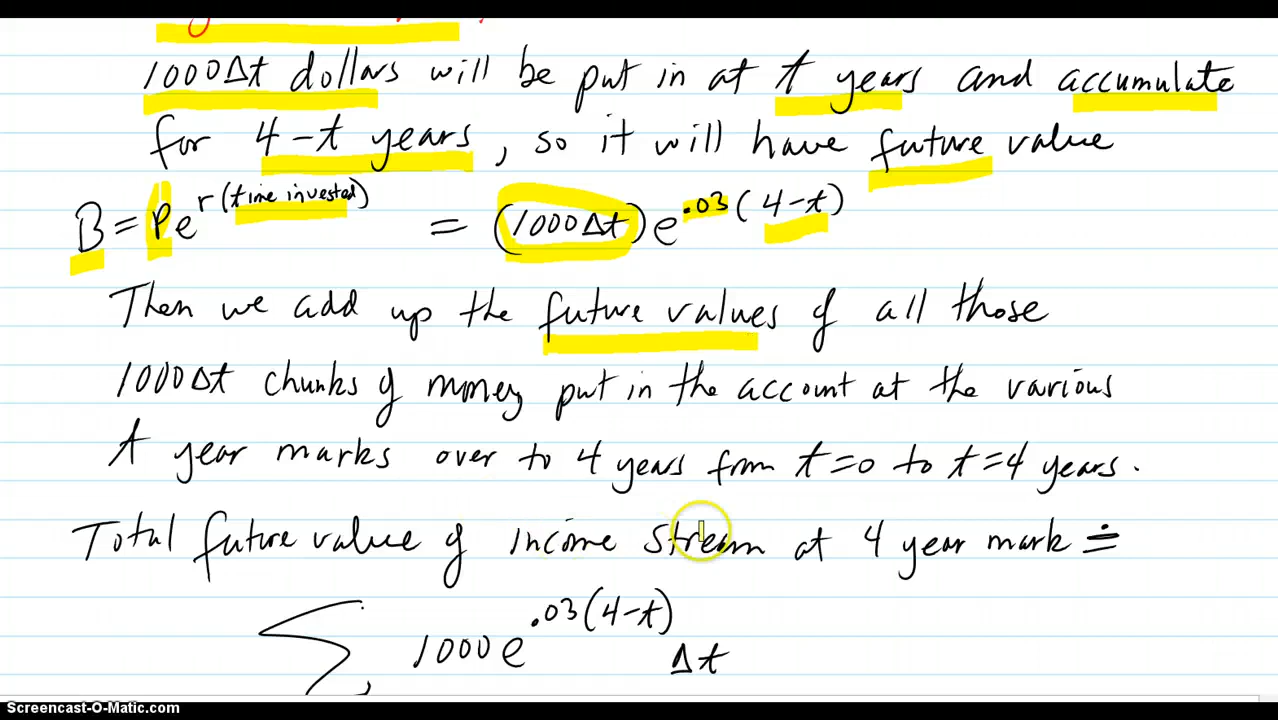 1000Δt dollars will be put in at t years and accumulate
for 4-t years, so it will have future value
B = Pe^r(time invested) = (1000Δt)e^.03(4-t)
Then we add up the future values of all those
1000Δt chunks of money put in the account at the various
t year marks over to 4 years from t=0 to t=4 years.
Total future value of income stream at 4 year mark ≐
∑ 1000e^.03(4-t) Δt
Screencast-O-Matic.com